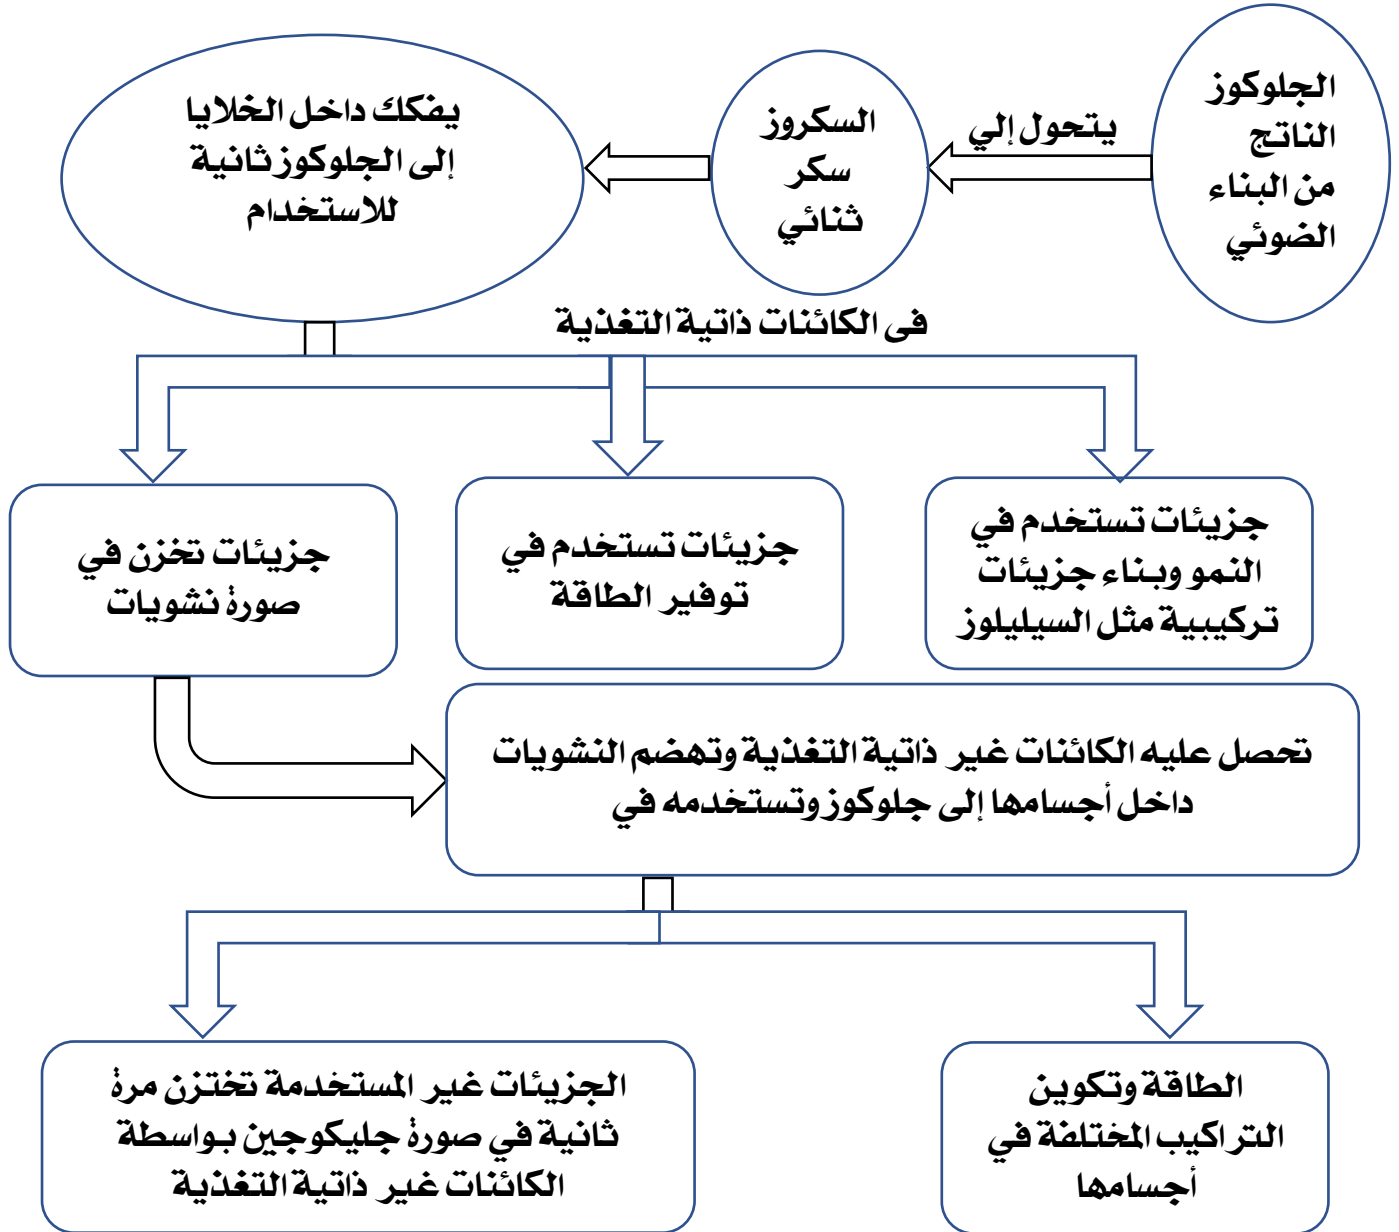 الجلوكوز
الناتج
من البناء
الضوئي
يتحول إلي
السكروز
سكر
ثنائي
يفكك داخل الخلايا
إلى الجلوكوز ثانية
للاستخدام
فى الكائنات ذاتية التغذية
جزيئات تستخدم في
النمو وبناء جزيئات
تركيبية مثل السيليلوز
جزيئات تستخدم في
توفير الطاقة
جزيئات تخزن في
صورة نشويات
تحصل عليه الكائنات غير ذاتية التغذية وتهضم النشويات
داخل أجسامها إلى جلوكوز وتستخدمه في
الطاقة وتكوين
التراكيب المختلفة في
أجسامها
الجزيئات غير المستخدمة تختزن مرة
ثانية في صورة جليكوجين بواسطة
الكائنات غير ذاتية التغذية